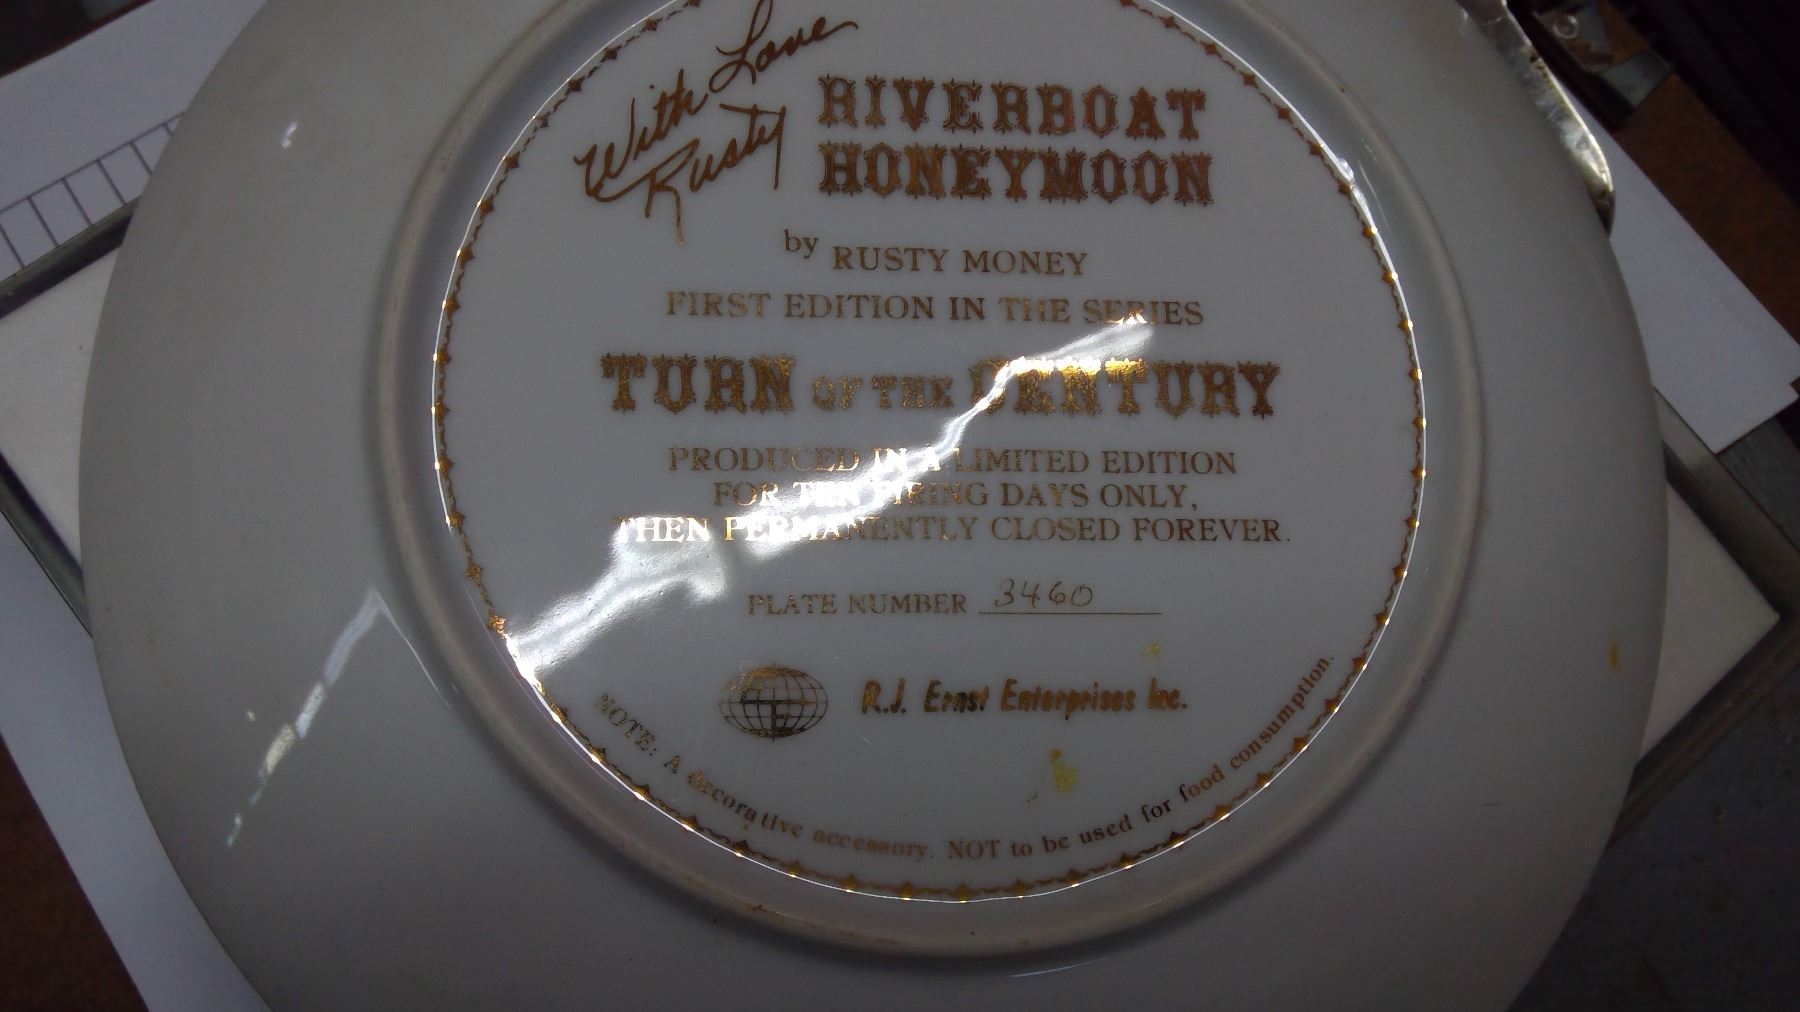 With Love
Rusty
RIVERBOAT
HONEYMOON
by RUSTY MONEY
FIRST EDITION IN THE SERIES
TURN OF THE CENTURY
PRODUCED IN A LIMITED EDITION
FOR TEN FIRING DAYS ONLY,
THEN PERMANENTLY CLOSED FOREVER.
PLATE NUMBER 3460
R.J. Ernst Enterprises Inc.
NOTE: A decorative accessory. NOT to be used for food consumption.